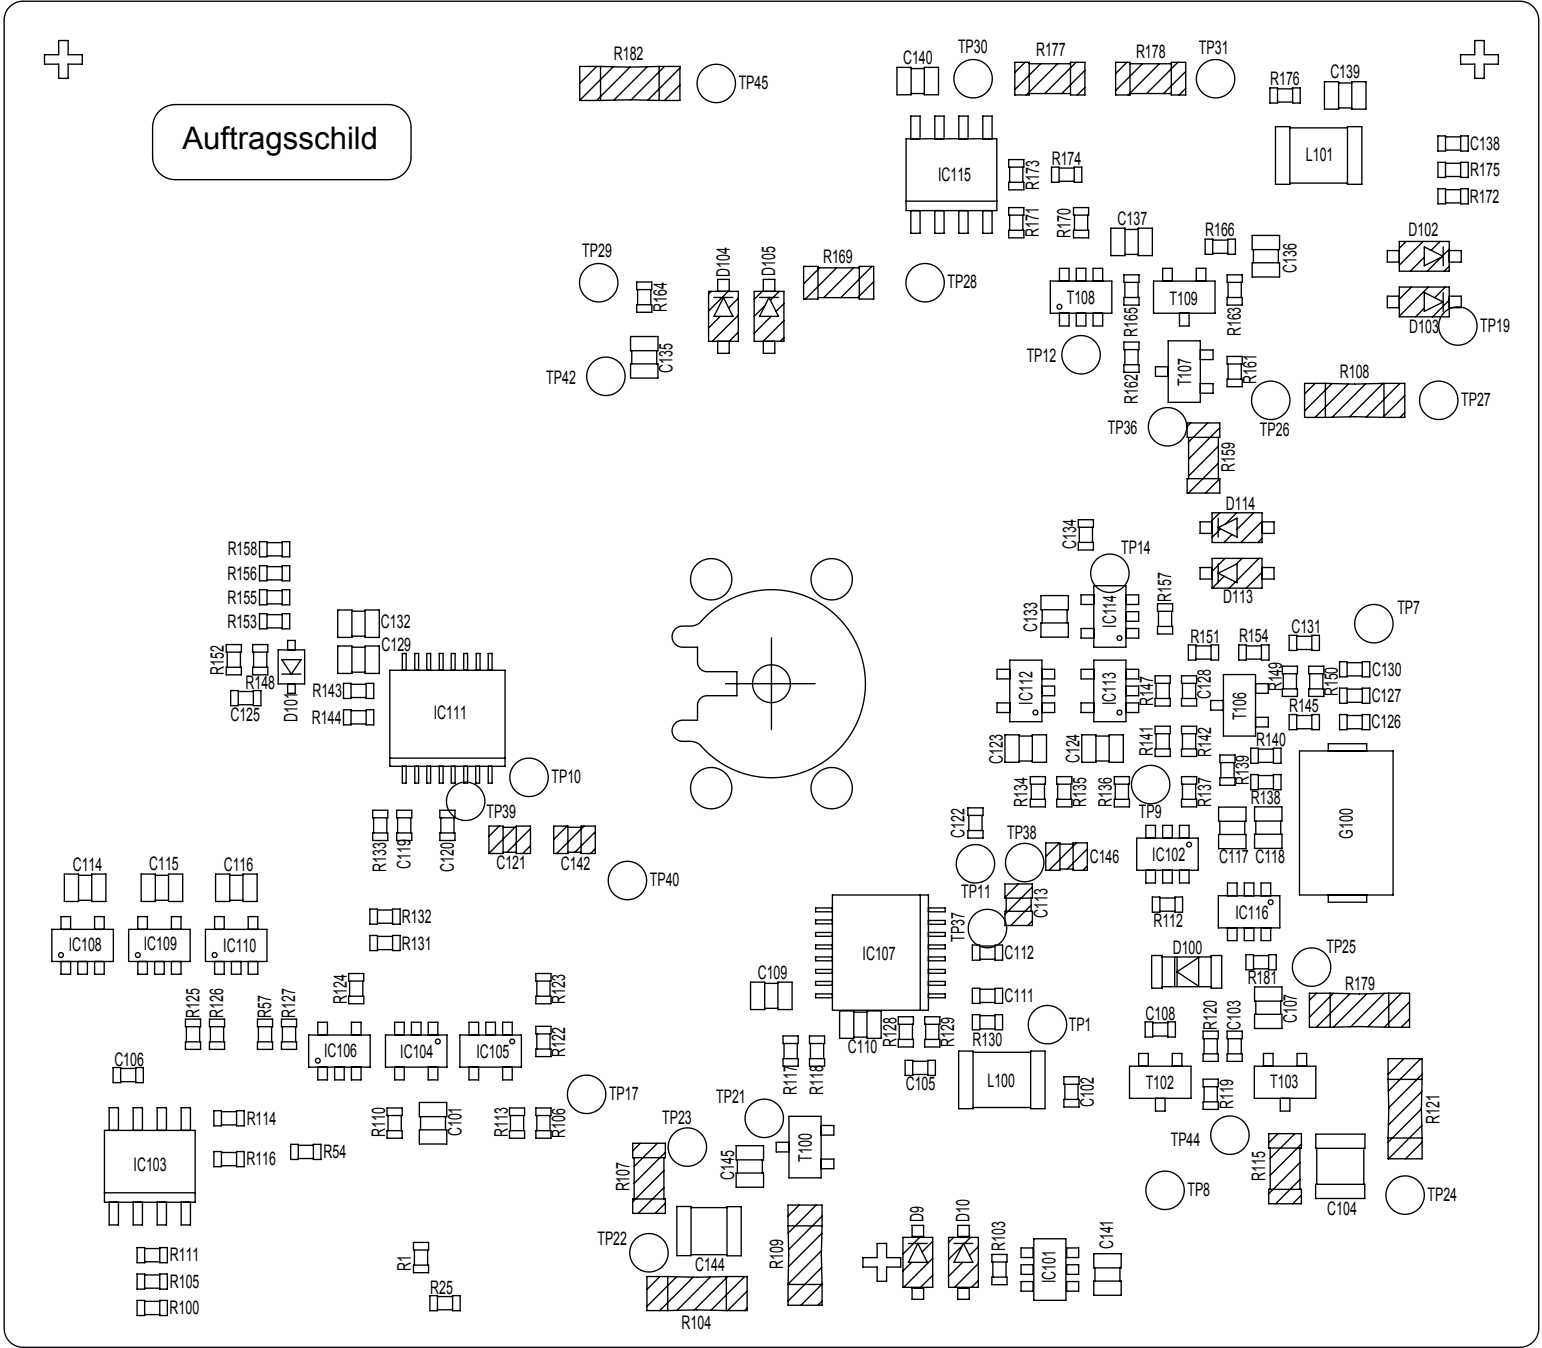 R182
TP45
C140
TP30
R177
R178
TP31
R176
C139
Auftragsschild
L101
C138
R175
R172
IC115
R173
R174
R171
R170
C137
R166
C136
D102
TP29
R164
D104
D105
R169
TP28
T108
R165
T109
R163
D103
TP19
TP42
C135
TP12
R162
T107
R161
R108
TP27
TP26
TP36
R159
D114
C134
TP14
D113
R158
R156
R155
R153
C132
C129
R152
R148
C125
D101
R143
R144
IC111
C133
IC114
R157
TP7
R151
R154
C131
IC112
IC113
R147
C128
T106
R149
R150
C130
C127
C126
R145
C123
C124
R141
R142
R140
R139
R138
G100
TP10
TP39
R134
R135
R136
TP9
R137
R133
C119
C120
C121
C142
C122
TP38
C146
IC102
C117
C118
C114
C115
C116
TP40
TP11
C113
R112
IC116
IC108
IC109
IC110
R132
R131
IC107
TP37
C112
D100
R181
TP25
R179
R124
R123
C109
C111
R125
R126
R57
R127
C110
R128
R129
R130
TP1
C108
R120
C103
C107
IC106
IC104
IC105
R122
R117
R118
C105
L100
C102
T102
R119
T103
C106
TP17
R114
R116
R54
R110
C101
R113
R106
TP21
TP23
T100
IC103
R107
C145
TP44
R115
C104
R121
TP8
TP24
R111
R105
R100
R1
R25
TP22
C144
R104
R109
D9
D10
R103
IC101
C141